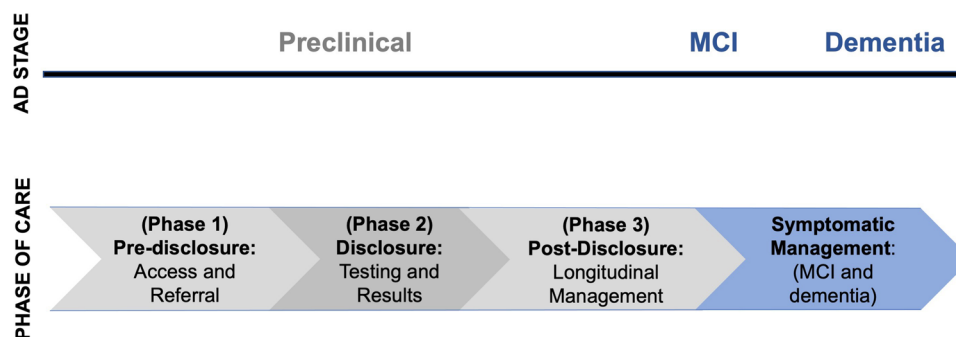 AD STAGE
Preclinical
MCI
Dementia
PHASE OF CARE
(Phase 1)
Pre-disclosure:
Access and
Referral
(Phase 2)
Disclosure:
Testing and
Results
(Phase 3)
Post-Disclosure:
Longitudinal
Management
Symptomatic
Management:
(MCI and
dementia)